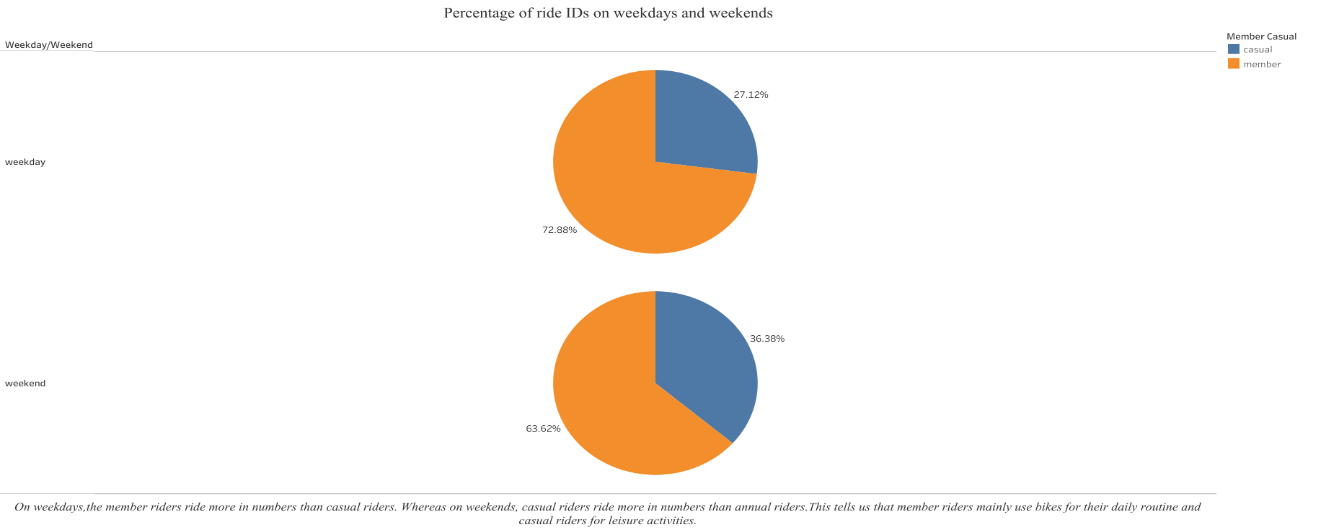 Percentage of ride IDs on weekdays and weekends
Weekday/Weekend
Member Casual
casual
member
27.12%
weekday
72.88%
36.38%
weekend
63.62%
On weekdays,the member riders ride more in numbers than casual riders. Whereas on weekends, casual riders ride more in numbers than annual riders.This tells us that member riders mainly use bikes for their daily routine and
casual riders for leisure activities.